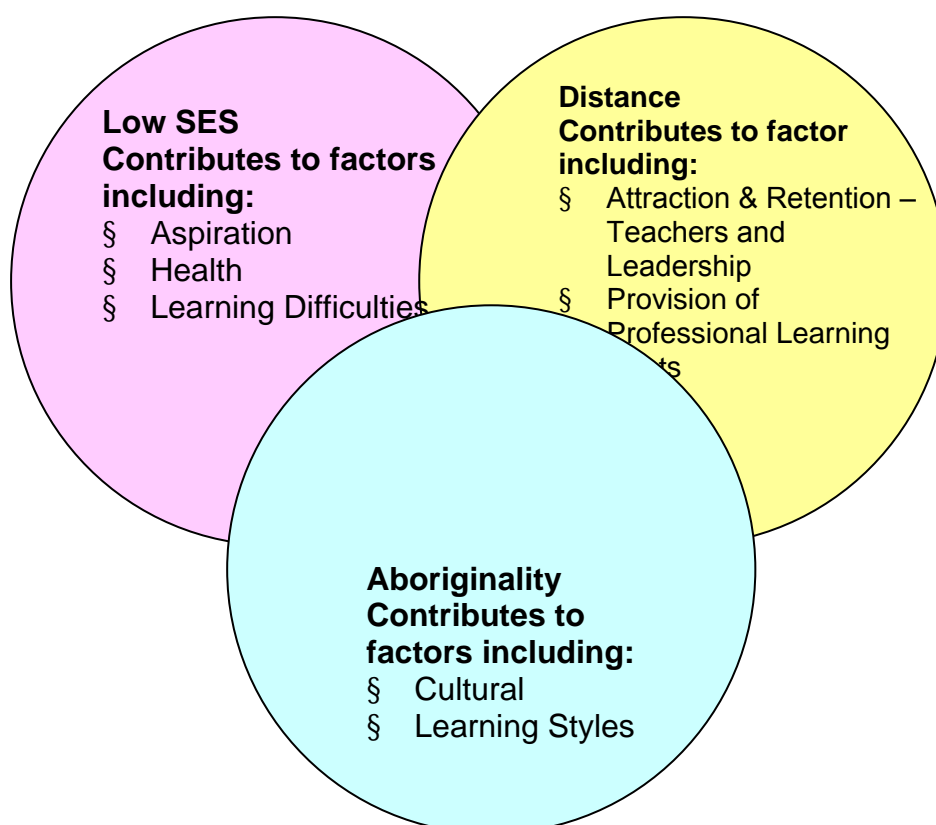 Low SES
Contributes to factors
including:
§ Aspiration
§ Health
§ Learning Difficulties
Distance
Contributes to factor
including:
§ Attraction & Retention –
Teachers and
Leadership
§ Provision of
Professional Learning
Aboriginality
Contributes to
factors including:
§ Cultural
§ Learning Styles